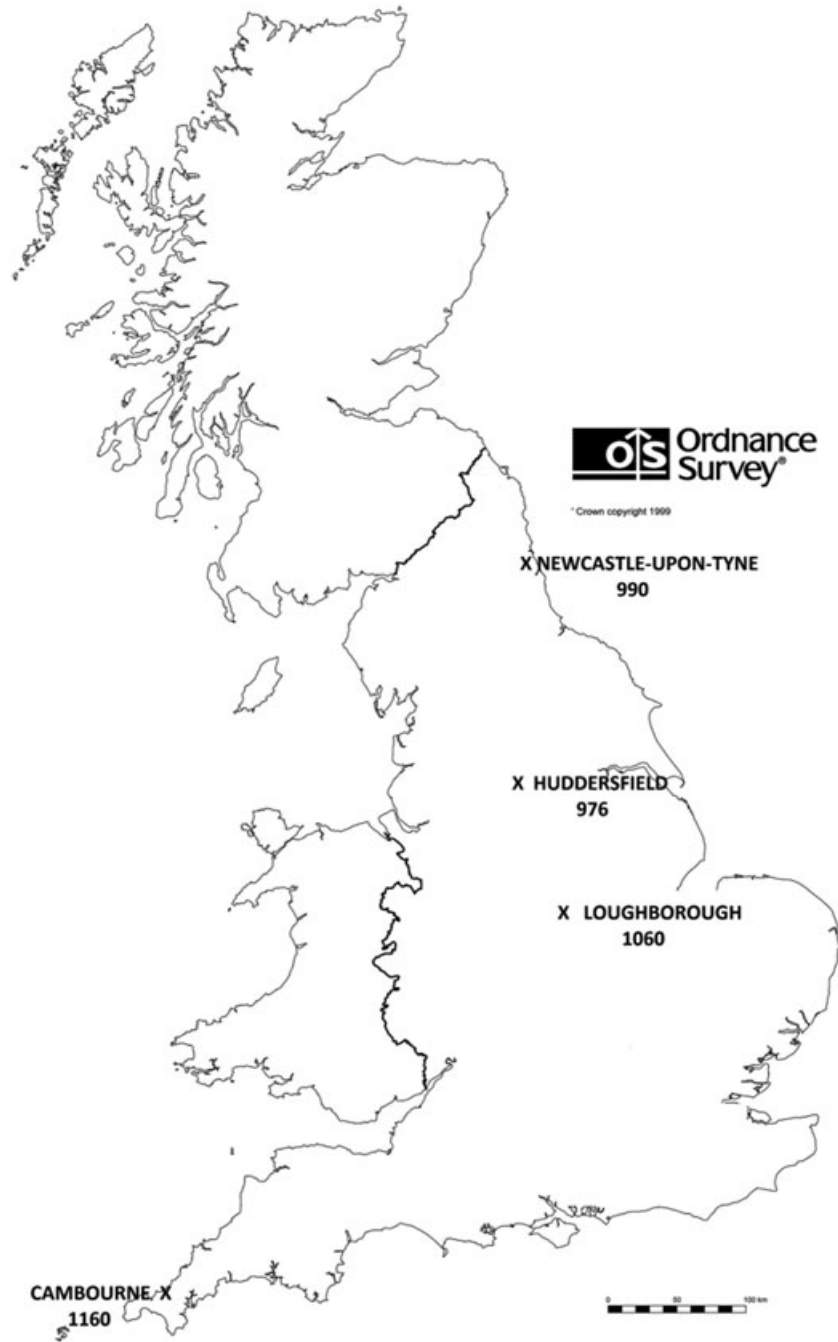 OS Ordnance
Survey®
© Crown copyright 1999
X NEWCASTLE-UPON-TYNE
990
X HUDDERSFIELD
976
X LOUGHBOROUGH
1060
CAMBOURNE X
1160
0 50 100 km